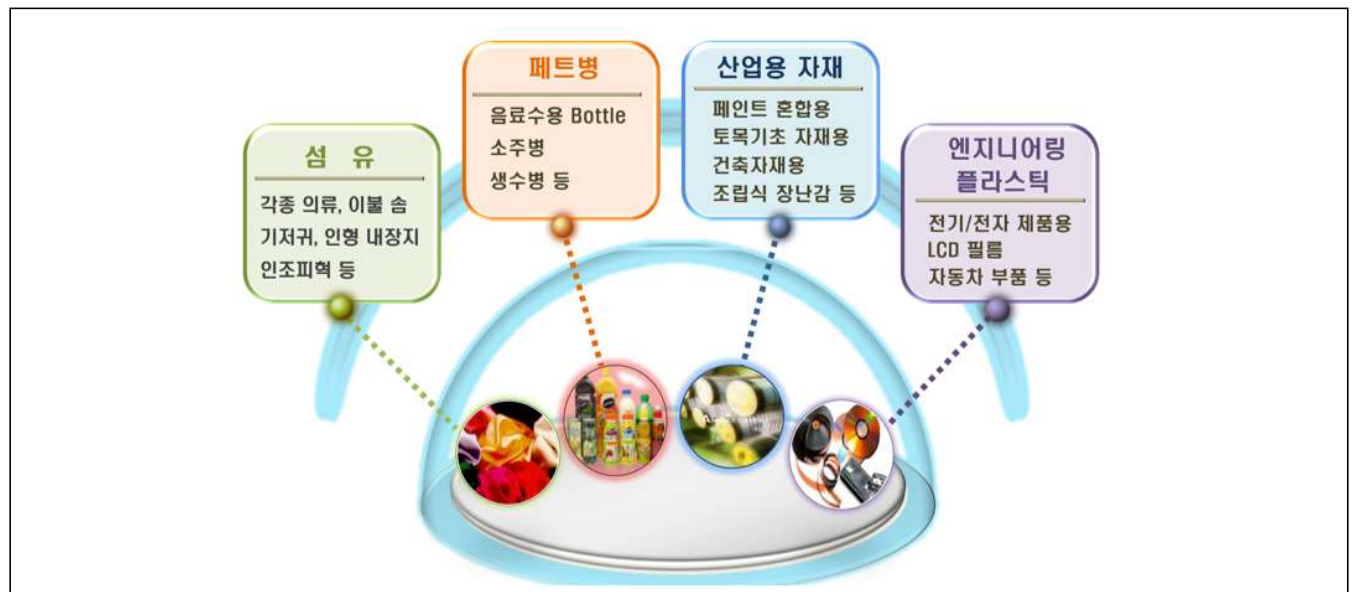 섬 유
각종 의류, 이불 솜
기저귀, 인형 내장지
인조피혁 등
페트병
음료수용 Bottle
소주병
생수병 등
산업용 자재
페인트 혼합용
토목기초 자재용
건축자재용
조립식 장난감 등
엔지니어링
플라스틱
전기/전자 제품용
LCD 필름
자동차 부품 등